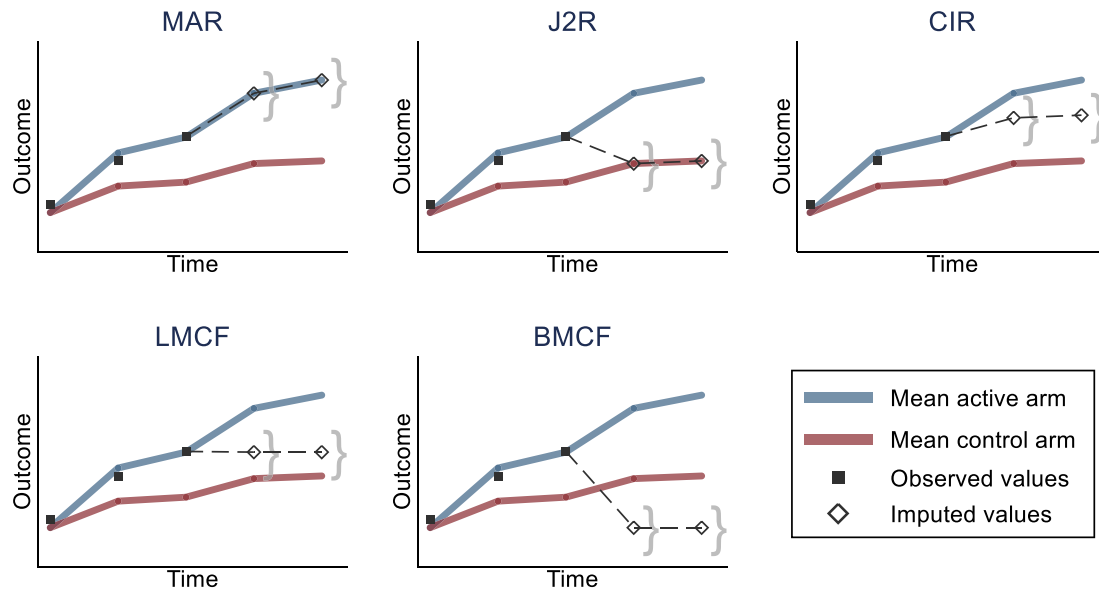 MAR
J2R
CIR
Outcome
Time
Outcome
Time
Outcome
Time
LMCF
BMCF
Outcome
Time
Outcome
Time
Mean active arm
Mean control arm
Observed values
Imputed values